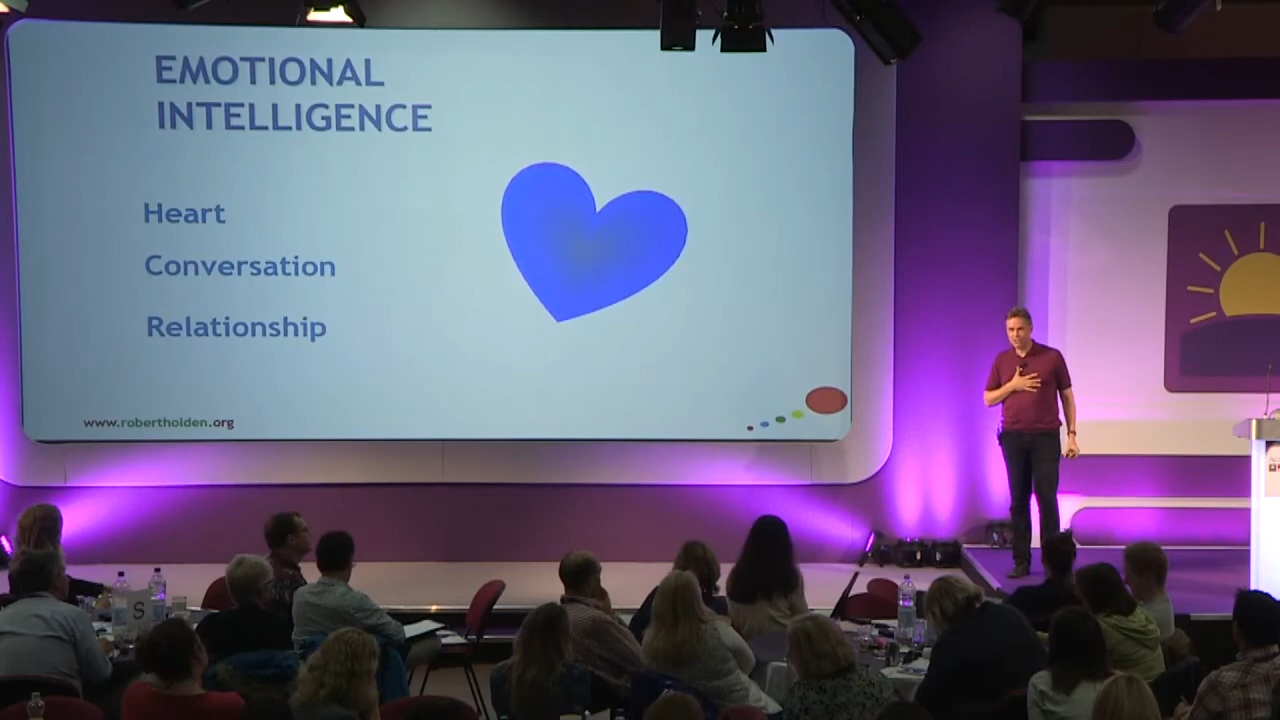 EMOTIONAL
INTELLIGENCE
Heart
Conversation
Relationship
www.robertholden.org
S